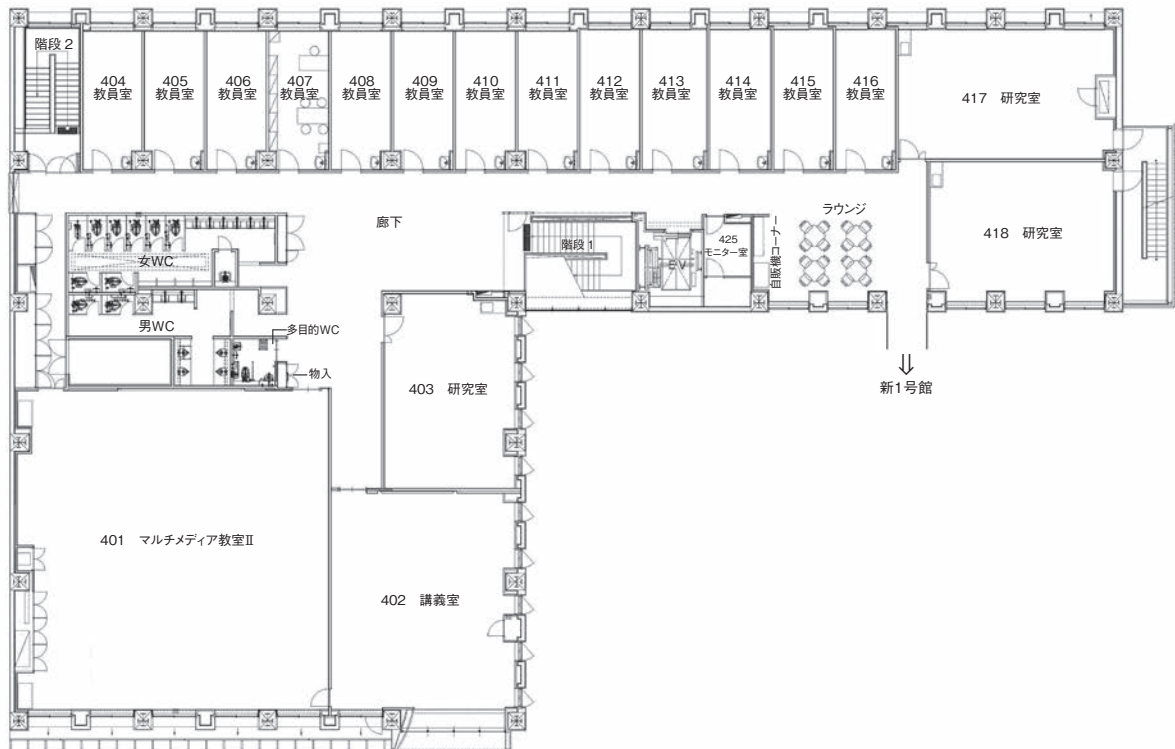 階段 2
404
教員室
405
教員室
406
教員室
407
教員室
408
教員室
409
教員室
410
教員室
411
教員室
412
教員室
413
教員室
414
教員室
415
教員室
416
教員室
417 研究室
418 研究室
廊下
階段 1
EV
425
モニター室
自販機コーナー
ラウンジ
女WC
男WC
多目的WC
物入
403 研究室
新1号館
401 マルチメディア教室Ⅱ
402 講義室